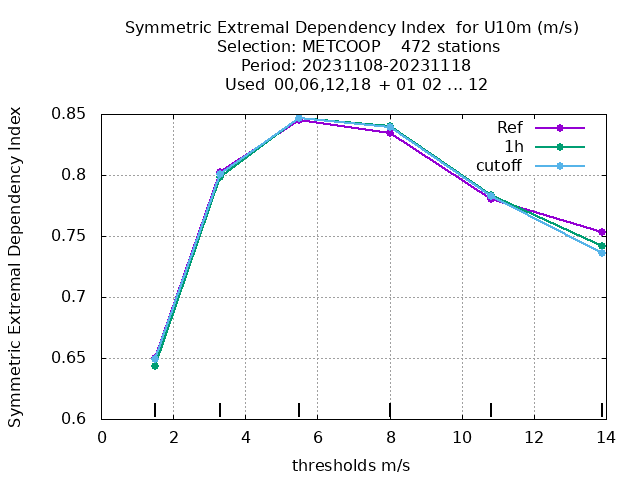 Symmetric Extremal Dependency Index for U10m (m/s)
Selection: METCOOP 472 stations
Period: 20231108-20231118
Used 00,06,12,18 + 01 02 ... 12
Symmetric Extremal Dependency Index
0.85
0.8
0.75
0.7
0.65
0.6
Ref
1h
cutoff
0 2 4 6 8 10 12 14
thresholds m/s